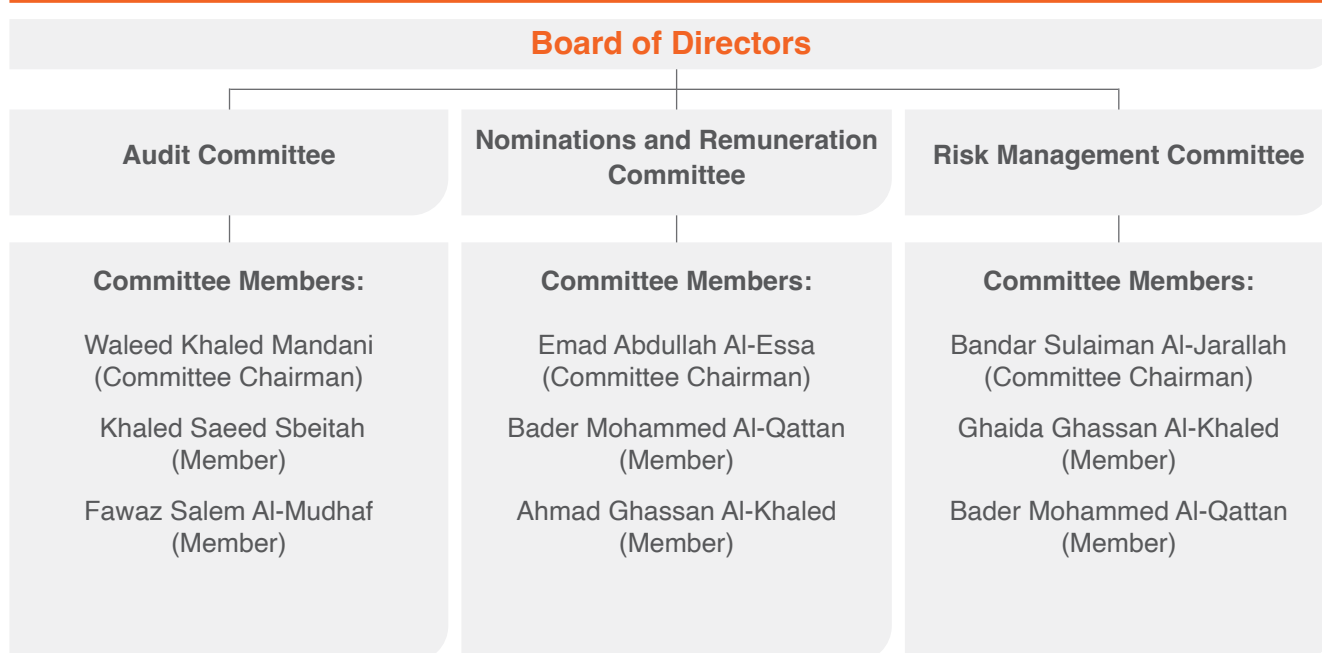 Board of Directors
Audit Committee
Nominations and Remuneration
Committee
Risk Management Committee
Committee Members:
Waleed Khaled Mandani
(Committee Chairman)
Khaled Saeed Sbeitah
(Member)
Fawaz Salem Al-Mudhaf
(Member)
Committee Members:
Emad Abdullah Al-Essa
(Committee Chairman)
Bader Mohammed Al-Qattan
(Member)
Ahmad Ghassan Al-Khaled
(Member)
Committee Members:
Bandar Sulaiman Al-Jarallah
(Committee Chairman)
Ghaida Ghassan Al-Khaled
(Member)
Bader Mohammed Al-Qattan
(Member)